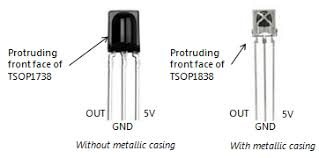 Protruding
front face of
TSOP1738
Protruding
front face of
TSOP1838
OUT
5V
GND
OUT
5V
GND
Without metallic casing
With metallic casing